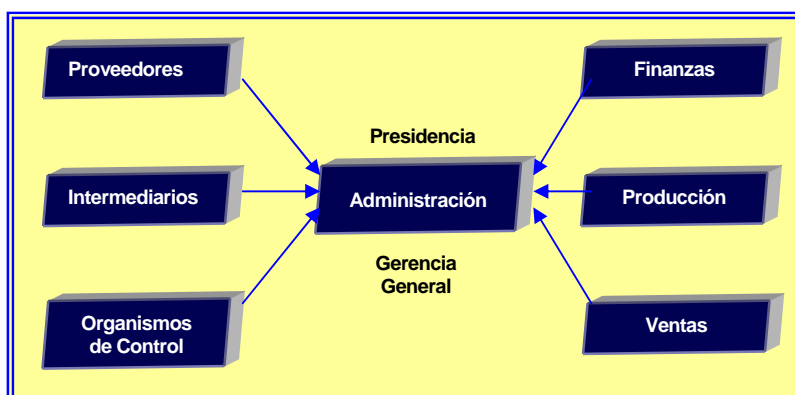 Proveedores
Finanzas
Presidencia
Intermediarios
Administración
Producción
Gerencia
General
Organismos
de Control
Ventas